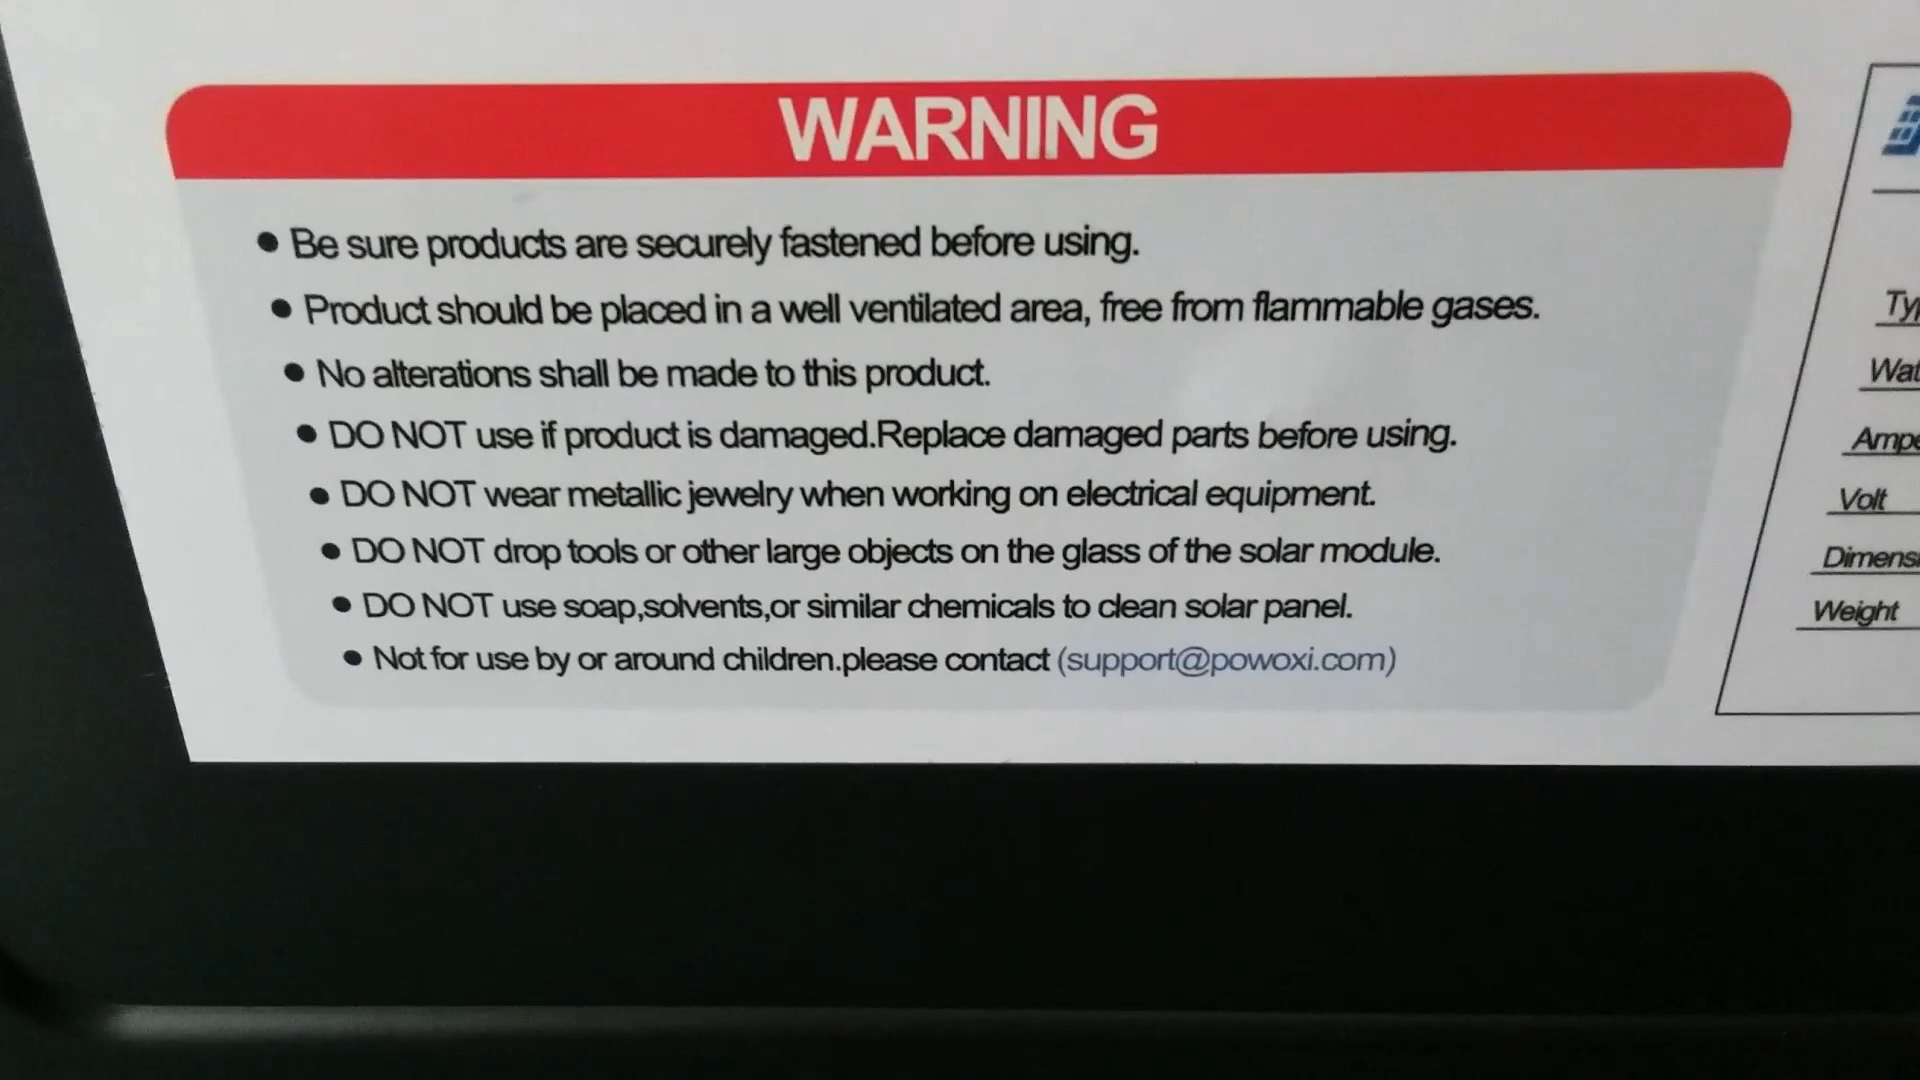 WARNING
● Be sure products are securely fastened before using.
● Product should be placed in a well ventilated area, free from flammable gases.
● No alterations shall be made to this product.
● DO NOT use if product is damaged.Replace damaged parts before using.
● DO NOT wear metallic jewelry when working on electrical equipment.
● DO NOT drop tools or other large objects on the glass of the solar module.
● DO NOT use soap,solvents,or similar chemicals to clean solar panel.
● Not for use by or around children.please contact (support@powoxi.com)
Volt
Weight